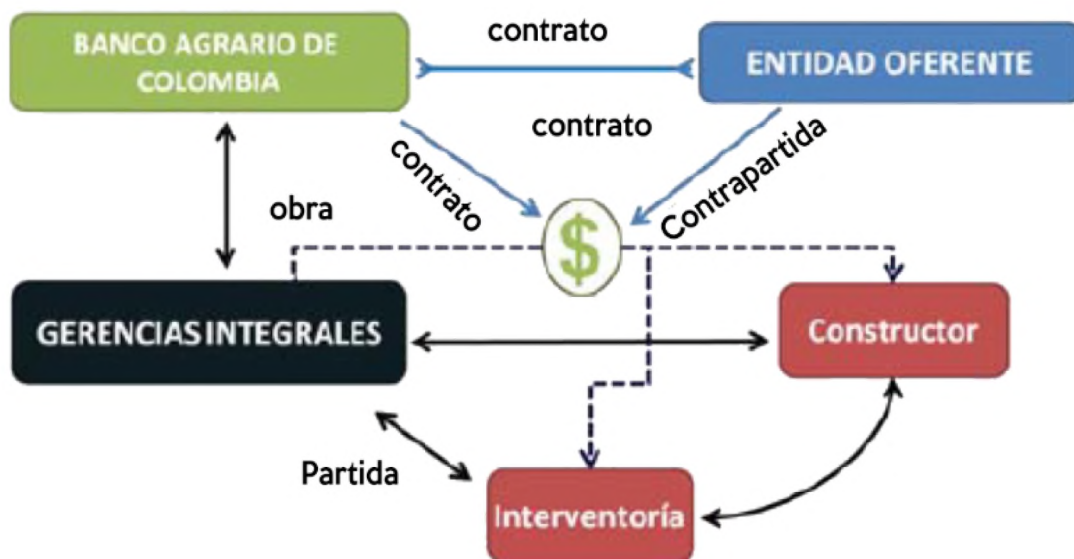 BANCO AGRARIO DE
COLOMBIA
contrato
ENTIDAD OFERENTE
contrato
contrato
Contrapartida
obra
$
GERENCIAS INTEGRALES
Constructor
Partida
Interventoría